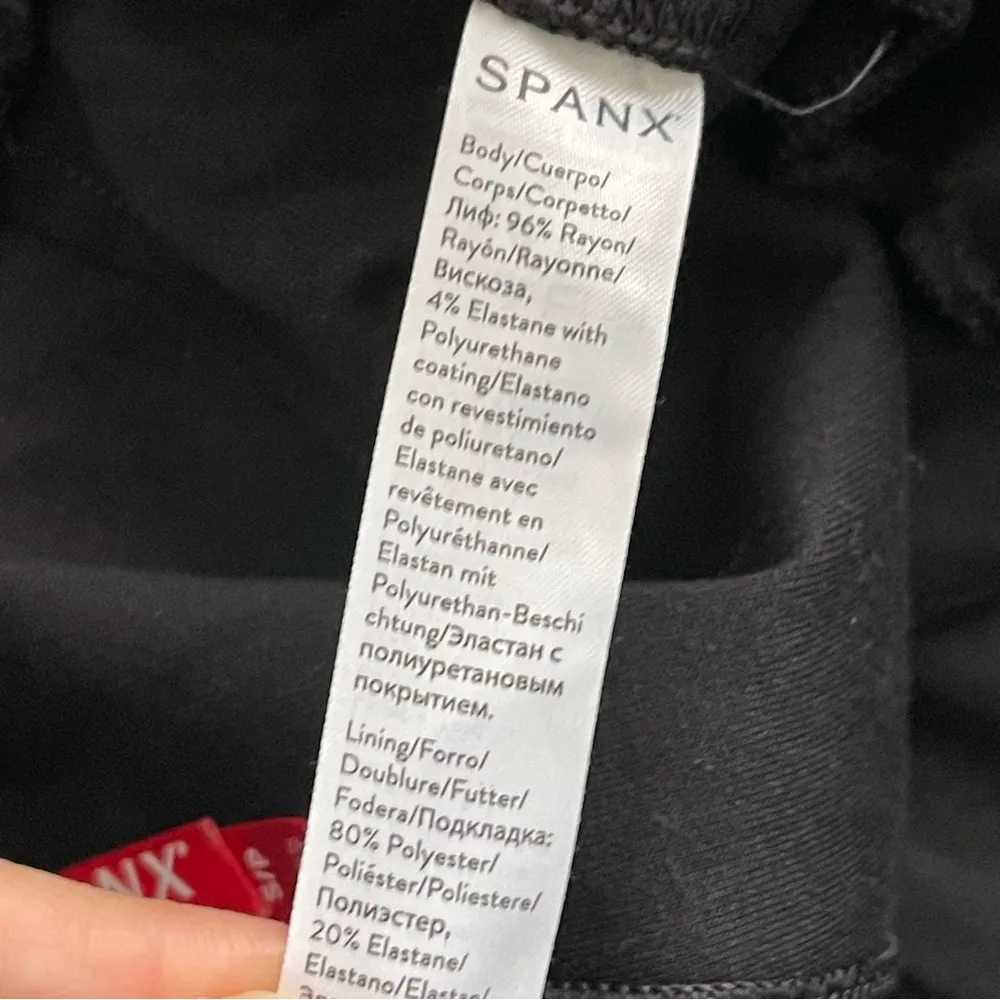 SPANX
Body/Cuerpo/
Corps/Corpetto/
Лиф: 96% Rayon/
Rayón/Rayonne/
Вискоза,
4% Elastane with
Polyurethane
coating/Elastano
con revestimiento
de poliuretano/
Elastane avec
revêtement en
Polyuréthanne/
Elastan mit
Polyurethan-Beschi
chtung/Эластан с
полиуретановым
покрытием.
Lining/Forro/
Doublure/Futter/
Fodera/Подкладка:
80% Polyester/
Poliéster/Poliestere/
Полиэстер,
20% Elastane/
Elastano/
NX
S/P